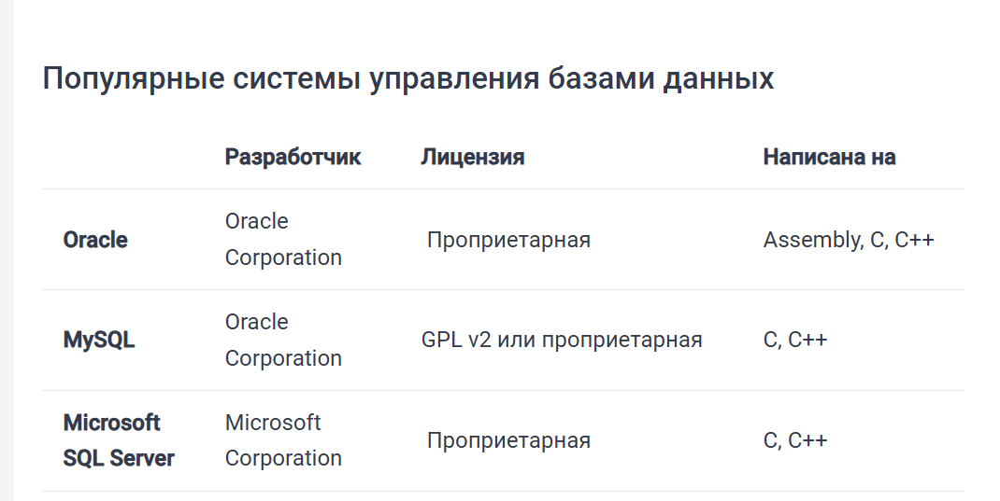 Популярные системы управления базами данных
Разработчик Лицензия Написана на
Oracle Oracle Corporation Проприетарная Assembly, C, C++
MySQL Oracle Corporation GPL v2 или проприетарная C, C++
Microsoft SQL Server Microsoft Corporation Проприетарная C, C++